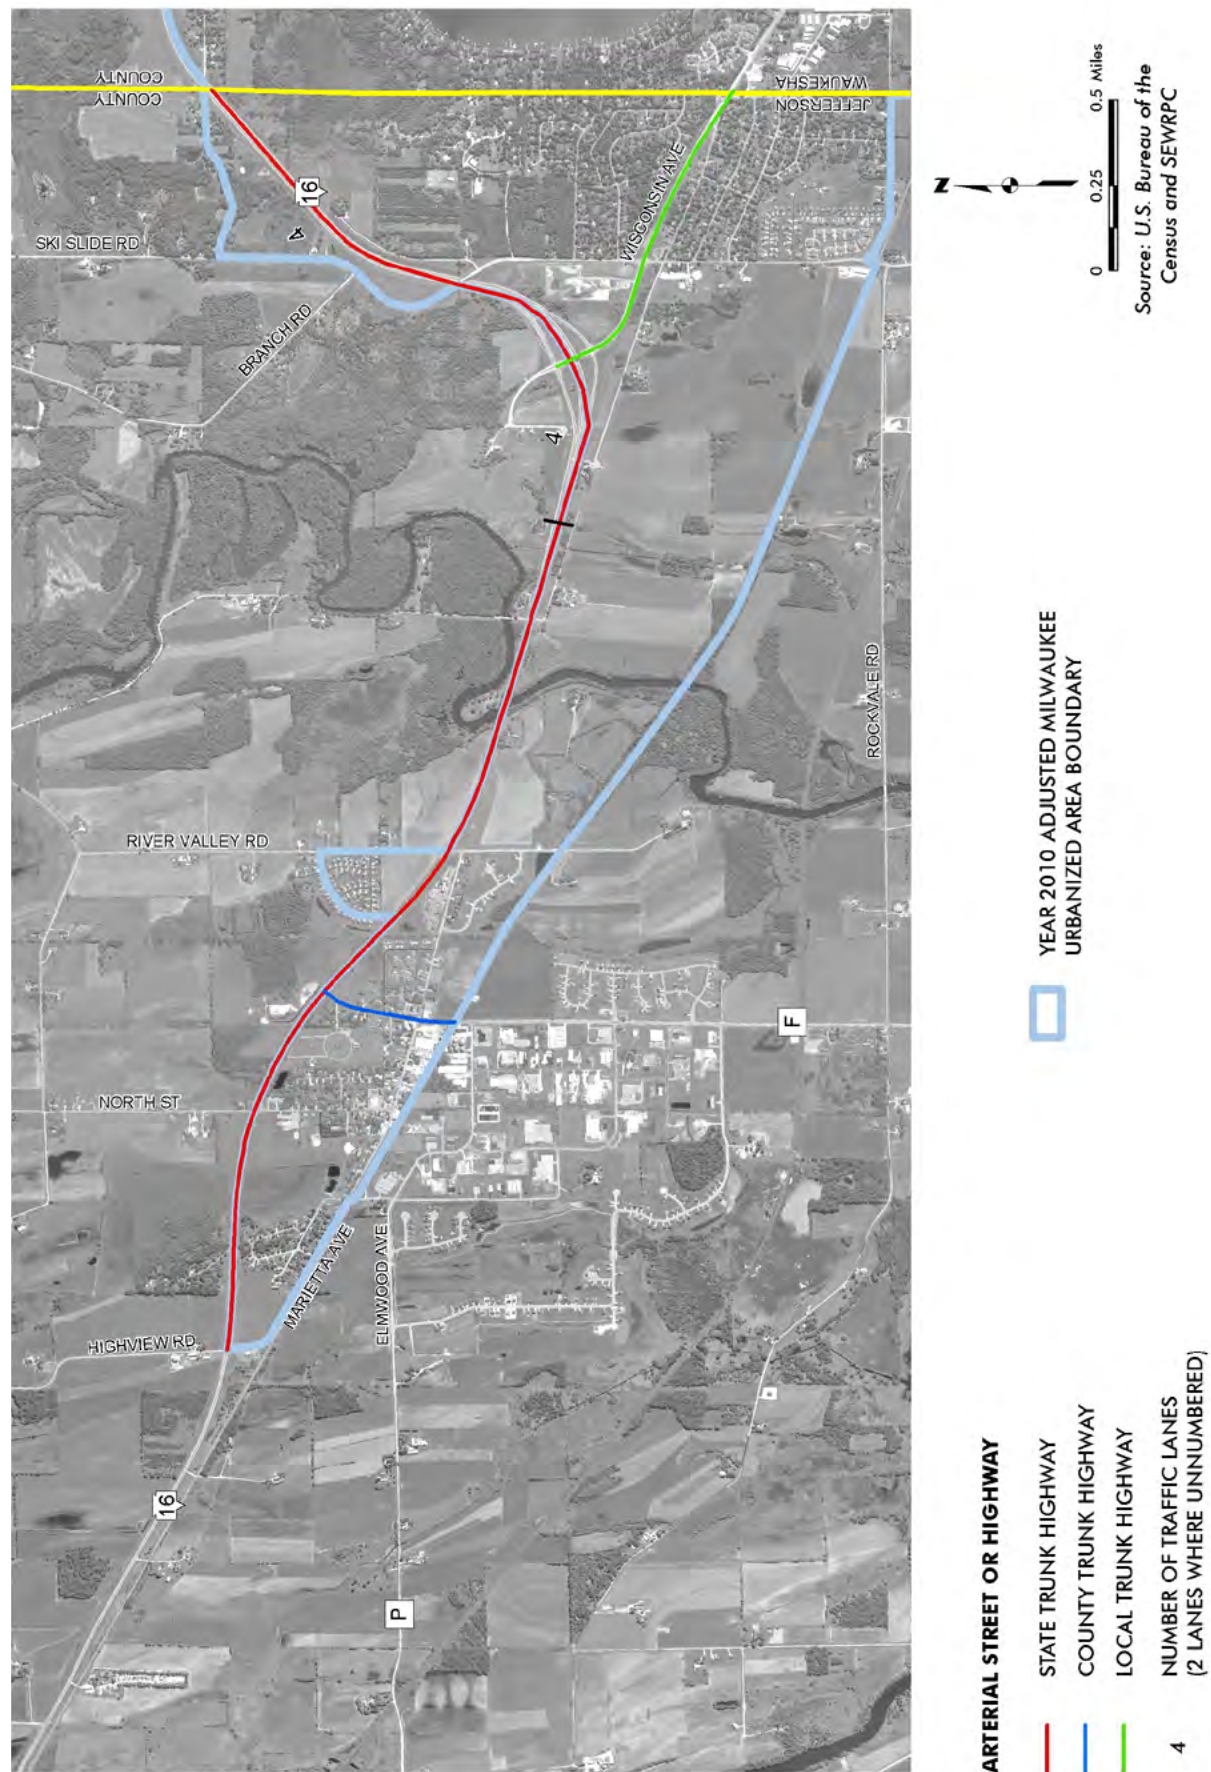 COUNTY
COUNTY
WAUKESHA
JEFFERSON
16
4
SKI SLIDE RD
WISCONSIN AVE
BRANCH RD
4
ROCKVALE RD
RIVER VALLEY RD
F
NORTH ST
MARIETTA AVE
ELMWOOD AVE
HIGHVIEW RD
16
P
ARTERIAL STREET OR HIGHWAY
STATE TRUNK HIGHWAY
COUNTY TRUNK HIGHWAY
LOCAL TRUNK HIGHWAY
4
NUMBER OF TRAFFIC LANES
(2 LANES WHERE UNNUMBERED)
YEAR 2010 ADJUSTED MILWAUKEE
URBANIZED AREA BOUNDARY
N
0 0.25 0.5 Miles
Source: U.S. Bureau of the
Census and SEWRPC